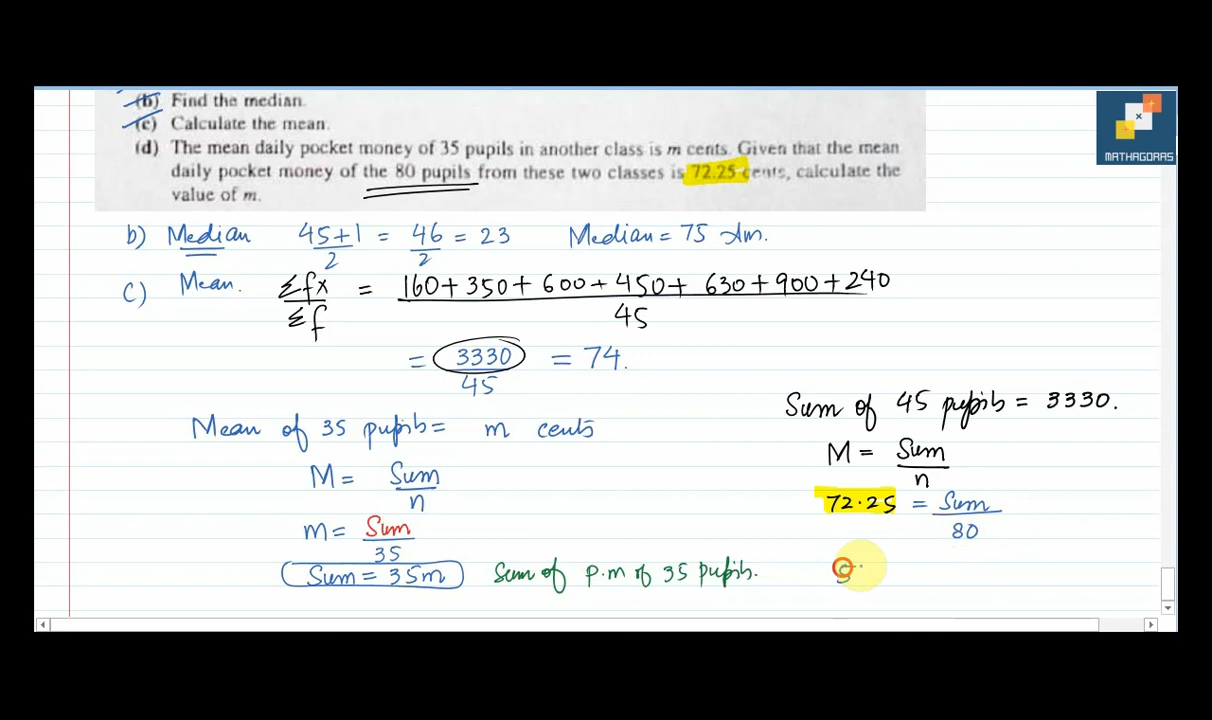 (b) Find the median.
(c) Calculate the mean.
(d) The mean daily pocket money of 35 pupils in another class is m cents. Given that the mean
daily pocket money of the 80 pupils from these two classes is 72.25 cents, calculate the
value of m.
MATHAGORAS
b) Median 45+1/2 = 46/2 = 23 Median = 75 Am.
c) Mean. Σfx/Σf = 160+350+600+450+630+900+240/45
= 3330/45 = 74.
Sum of 45 pupils = 3330.
Mean of 35 pupils = m cents
M = Sum/n
M = Sum/n
72.25 = Sum/80
m = Sum/35
Sum = 35m Sum of p.m of 35 pupils.
S